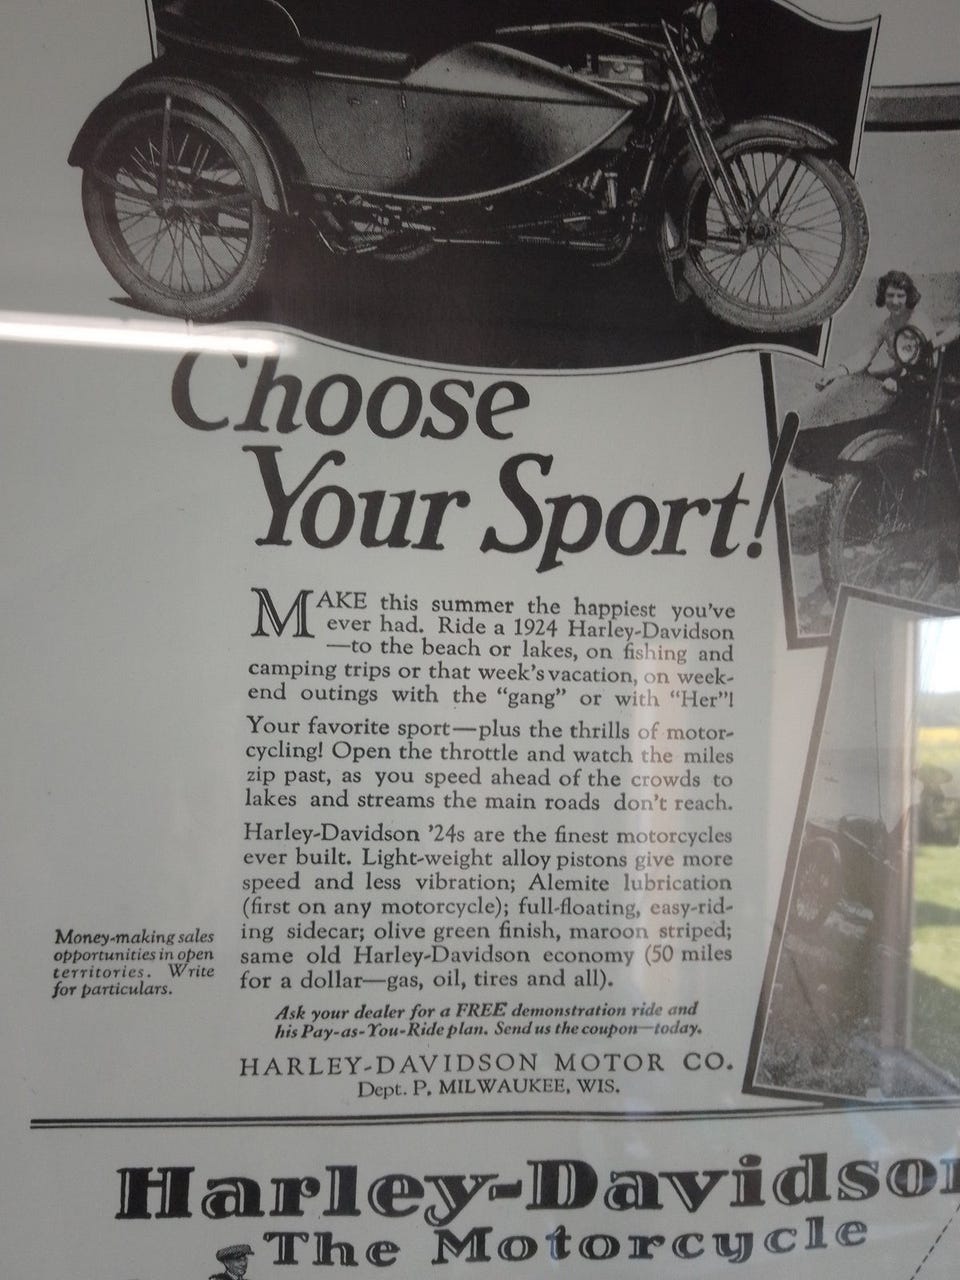 Choose
Your Sport!
MAKE this summer the happiest you've
ever had. Ride a 1924 Harley-Davidson
—to the beach or lakes, on fishing and
camping trips or that week's vacation, on week-
end outings with the "gang" or with "Her"!
Your favorite sport—plus the thrills of motor-
cycling! Open the throttle and watch the miles
zip past, as you speed ahead of the crowds to
lakes and streams the main roads don't reach.
Harley-Davidson '24s are the finest motorcycles
ever built. Light-weight alloy pistons give more
speed and less vibration; Alemite lubrication
(first on any motorcycle); full-floating, easy-rid-
ing sidecar; olive green finish, maroon striped;
same old Harley-Davidson economy (50 miles
for a dollar—gas, oil, tires and all).
Money-making sales
opportunities in open
territories. Write
for particulars.
Ask your dealer for a FREE demonstration ride and
his Pay-as-You-Ride plan. Send us the coupon—today.
HARLEY-DAVIDSON MOTOR CO.
Dept. P, MILWAUKEE, WIS.
Harley-Davidson
The Motorcycle